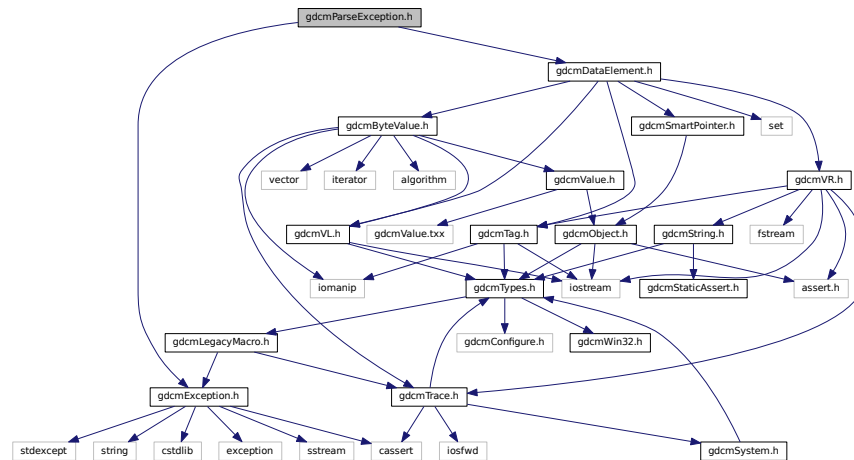 gdcmParseException.h
gdcmDataElement.h
gdcmByteValue.h
gdcmSmartPointer.h
set
vector
iterator
algorithm
gdcmValue.h
gdcmVR.h
gdcmVL.h
gdcmValue.txx
gdcmTag.h
gdcmObject.h
gdcmString.h
fstream
iomanip
gdcmTypes.h
iostream
gdcmStaticAssert.h
assert.h
gdcmLegacyMacro.h
gdcmConfigure.h
gdcmWin32.h
gdcmException.h
gdcmTrace.h
stdexcept
string
cstdlib
exception
sstream
cassert
iosfwd
gdcmSystem.h